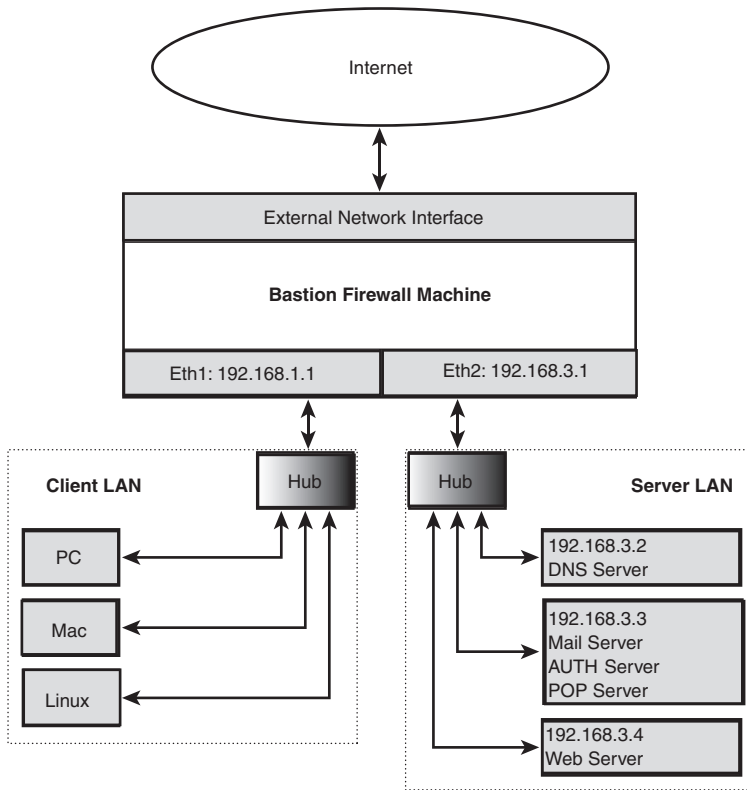 Internet
External Network Interface
Bastion Firewall Machine
Eth1: 192.168.1.1
Eth2: 192.168.3.1
Client LAN
Hub
Hub
Server LAN
PC
Mac
Linux
192.168.3.2
DNS Server
192.168.3.3
Mail Server
AUTH Server
POP Server
192.168.3.4
Web Server